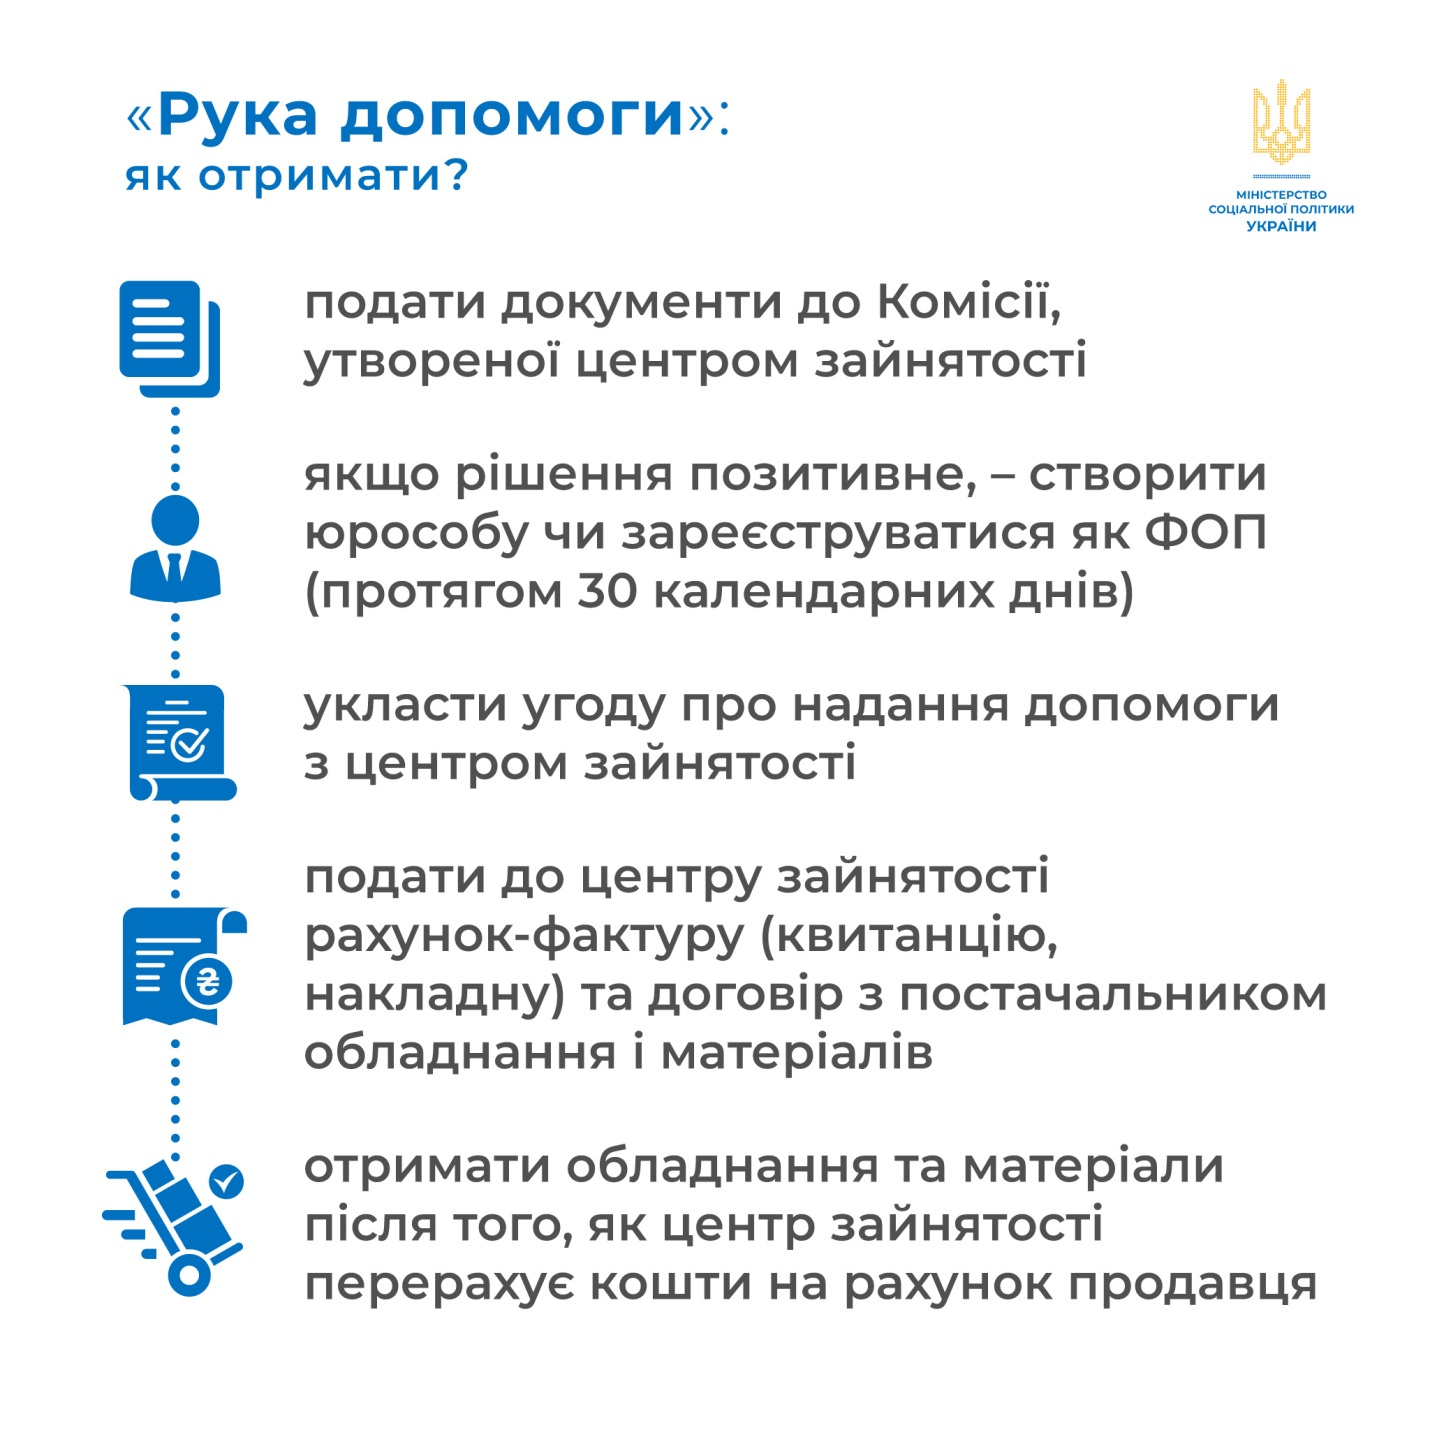 «Рука допомоги»:
як отримати?
МІНІСТЕРСТВО
СОЦІАЛЬНОЇ ПОЛІТИКИ
УКРАЇНИ
подати документи до Комісії,
утвореної центром зайнятості
якщо рішення позитивне, – створити
юрособу чи зареєструватися як ФОП
(протягом 30 календарних днів)
укласти угоду про надання допомоги
з центром зайнятості
подати до центру зайнятості
рахунок-фактуру (квитанцію,
накладну) та договір з постачальником
обладнання і матеріалів
отримати обладнання та матеріали
після того, як центр зайнятості
перерахує кошти на рахунок продавця